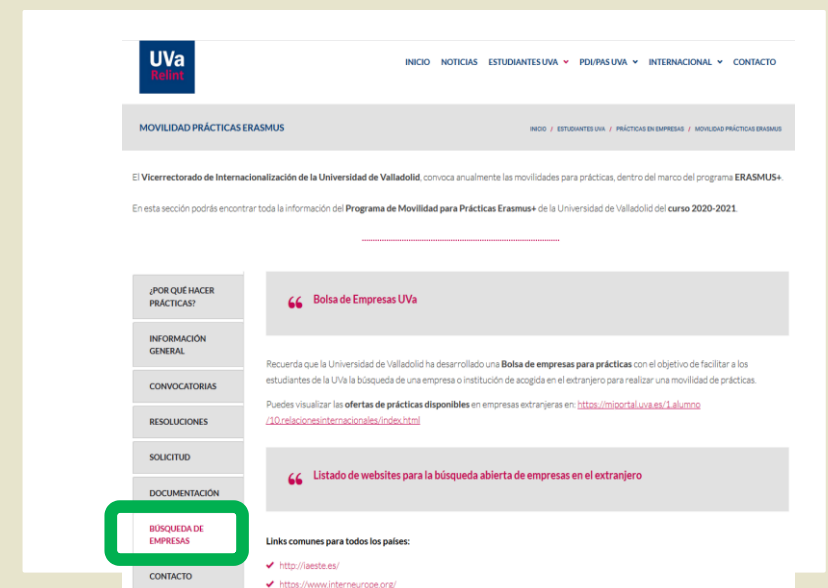 UVa
Relint
INICIO NOTICIAS ESTUDIANTES UVA PDI/PAS UVA INTERNACIONAL CONTACTO
MOVILIDAD PRÁCTICAS ERASMUS
INICIO / ESTUDIANTES UVA / PRÁCTICAS EN EMPRESAS / MOVILIDAD PRÁCTICAS ERASMUS
El Vicerrectorado de Internacionalización de la Universidad de Valladolid, convoca anualmente las movilidades para prácticas, dentro del marco del programa ERASMUS+.
En esta sección podrás encontrar toda la información del Programa de Movilidad para Prácticas Erasmus+ de la Universidad de Valladolid del curso 2020-2021.
¿POR QUÉ HACER
PRÁCTICAS?
INFORMACIÓN
GENERAL
CONVOCATORIAS
RESOLUCIONES
SOLICITUD
DOCUMENTACIÓN
BÚSQUEDA DE
EMPRESAS
CONTACTO
Bolsa de Empresas UVa
Recuerda que la Universidad de Valladolid ha desarrollado una Bolsa de empresas para prácticas con el objetivo de facilitar a los
estudiantes de la UVa la búsqueda de una empresa o institución de acogida en el extranjero para realizar una movilidad de prácticas.
Puedes visualizar las ofertas de prácticas disponibles en empresas extranjeras en: https://miportal.uva.es/1.alumno
/10.relacionesinternacionales/index.html
Listado de websites para la búsqueda abierta de empresas en el extranjero
Links comunes para todos los países:
http://iaeste.es/
https://www.interneurope.org/